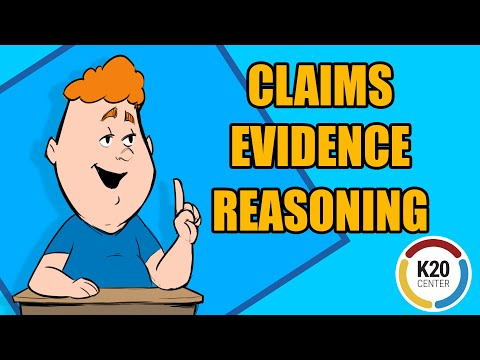 CLAIMS
EVIDENCE
REASONING
K20
CENTER